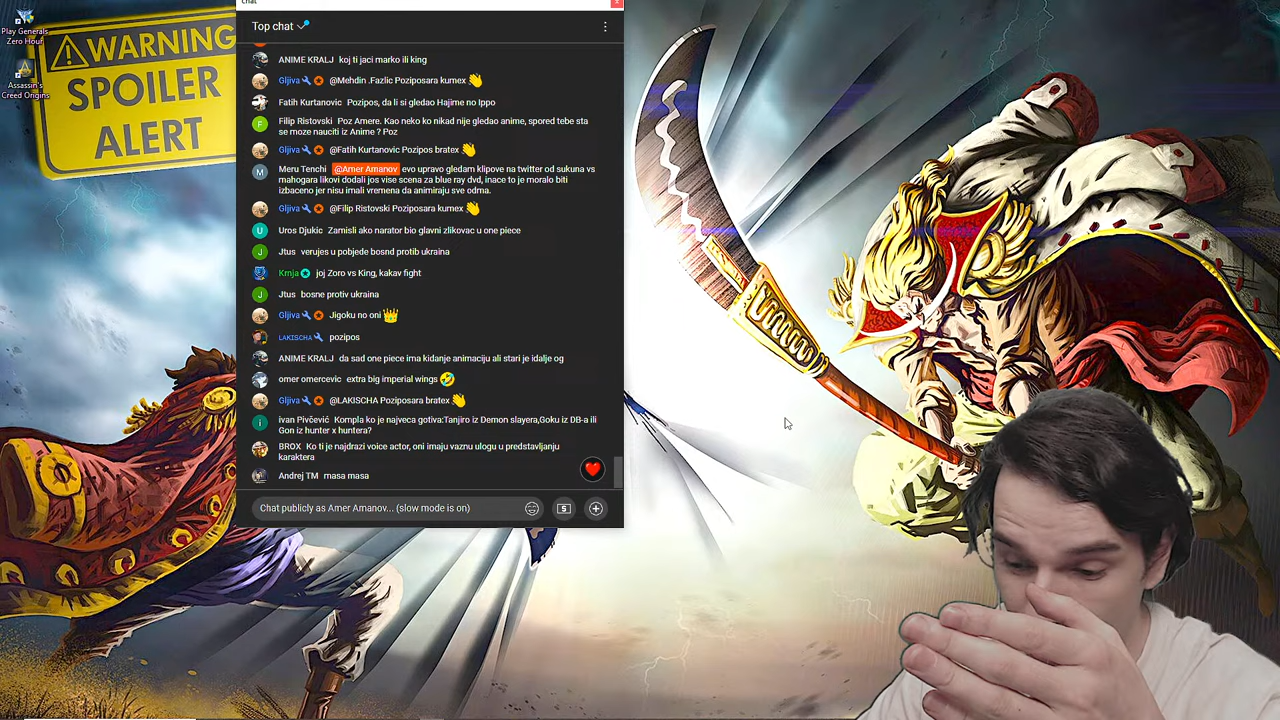 Play Generals
Zero Hour
Assassin's
Creed Origins
WARNING
SPOILER
ALERT
Chat
Top chat
ANIME KRALJ koj ti jaci marko ili king
Gljiva @Mehdin .Fazlic Poziposara kumex 👋
Fatih Kurtanovic Pozipos, da li si gledao Hajime no Ippo
F Filip Ristovski Poz Amere. Kao neko ko nikad nije gledao anime, spored tebe sta
se moze nauciti iz Anime ? Poz
Gljiva @Fatih Kurtanovic Pozipos bratex 👋
M Meru Tenchi @Amer Amanov evo upravo gledam klipove na twitter od sukuna vs
mahogara likovi dodali jos vise scena za blue ray dvd, inace to je moralo biti
izbaceno jer nisu imali vremena da animiraju sve odma.
Gljiva @Filip Ristovski Poziposara kumex 👋
U Uros Djukic Zamisli ako narator bio glavni zlikovac u one piece
J Jtus verujes u pobjede bosnd protib ukraina
Krnja joj Zoro vs King, kakav fight
J Jtus bosne protiv ukraina
Gljiva Jigoku no oni 👑
LAKISCHA pozipos
ANIME KRALJ da sad one piece ima kidanje animaciju ali stari je idalje og
omer omercevic extra big imperial wings 🤣
Gljiva @LAKISCHA Poziposara bratex 👋
i ivan Pivčević Kompla ko je najveca gotiva:Tanjiro iz Demon slayera,Goku iz DB-a ili
Gon iz hunter x huntera?
BROX Ko ti je najdrazi voice actor, oni imaju vaznu ulogu u predstavljanju
karaktera
Andrej TM masa masa
Chat publicly as Amer Amanov... (slow mode is on)